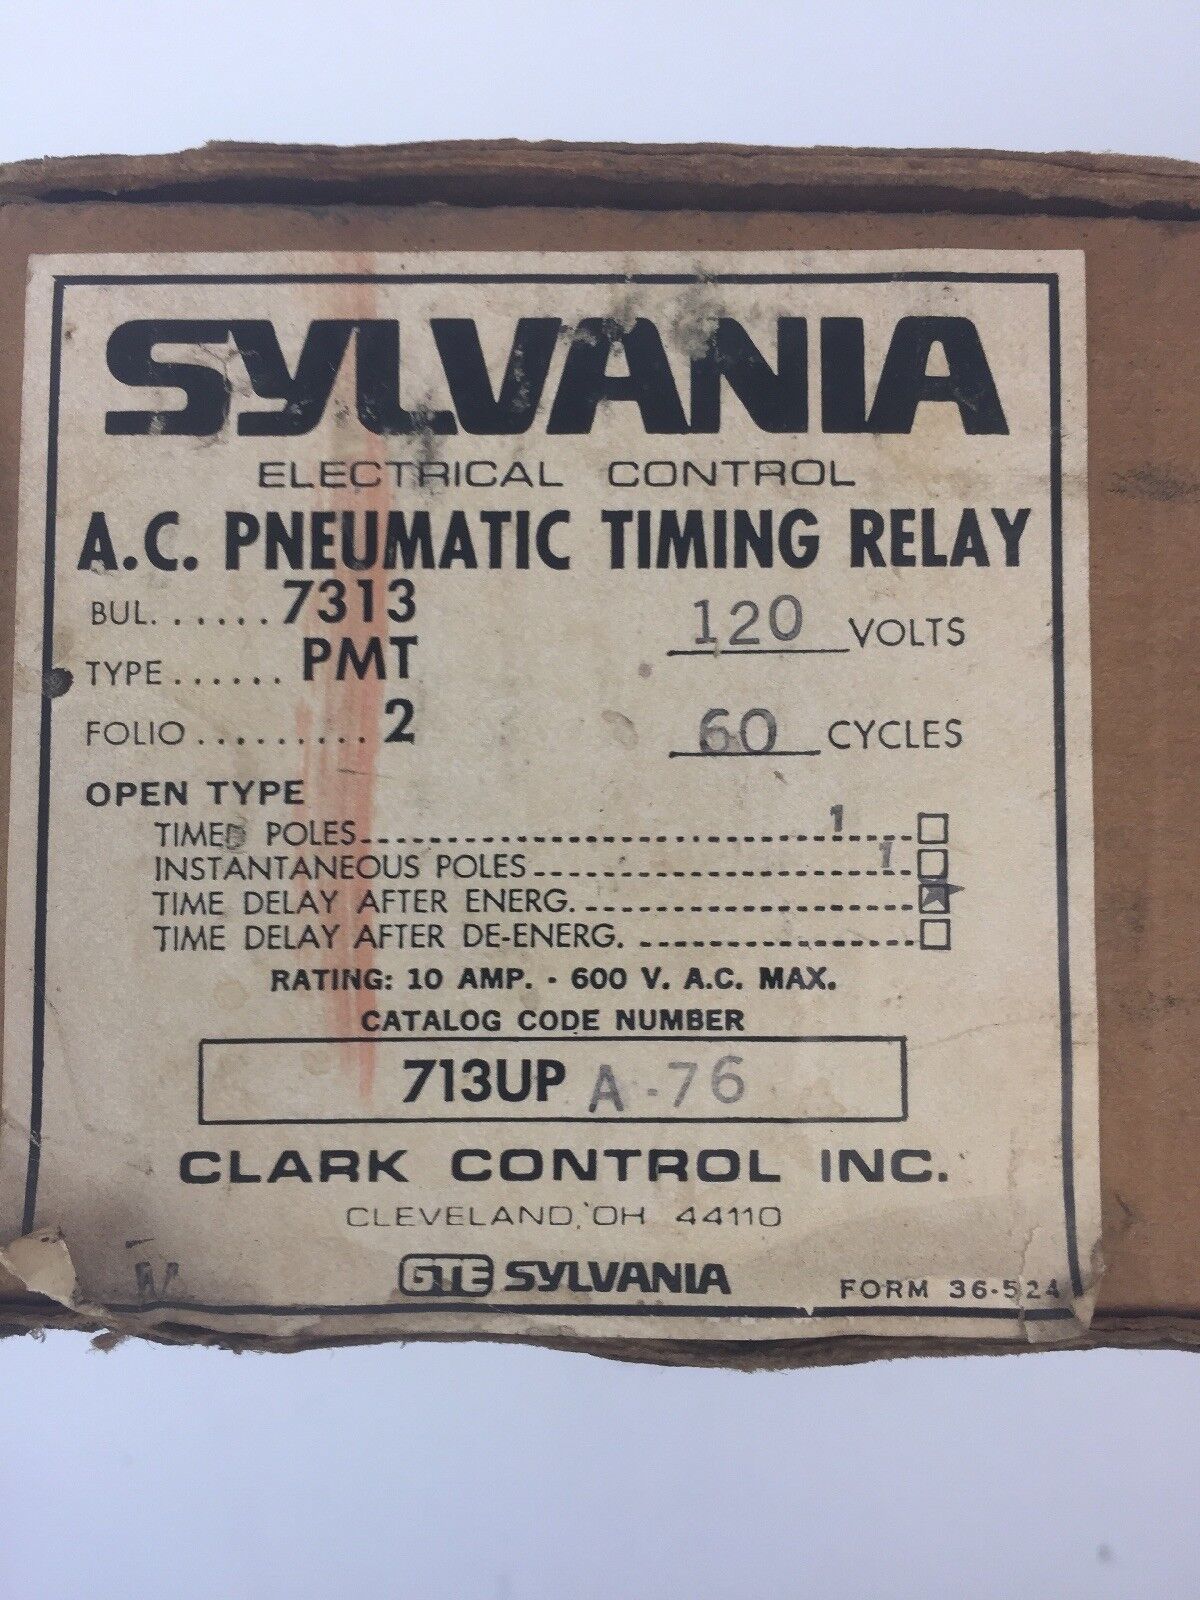 SYLVANIA
ELECTRICAL CONTROL
A.C. PNEUMATIC TIMING RELAY
BUL. . . . . . . 7313 120 VOLTS
TYPE . . . . . . PMT
FOLIO . . . . . . . . . 2 60 CYCLES
OPEN TYPE
TIMED POLES 1
INSTANTANEOUS POLES 1
TIME DELAY AFTER ENERG.
TIME DELAY AFTER DE-ENERG.
RATING: 10 AMP. · 600 V. A.C. MAX.
CATALOG CODE NUMBER
713UP A-76
CLARK CONTROL INC.
CLEVELAND, OH 44110
GTE SYLVANIA
FORM 36-524